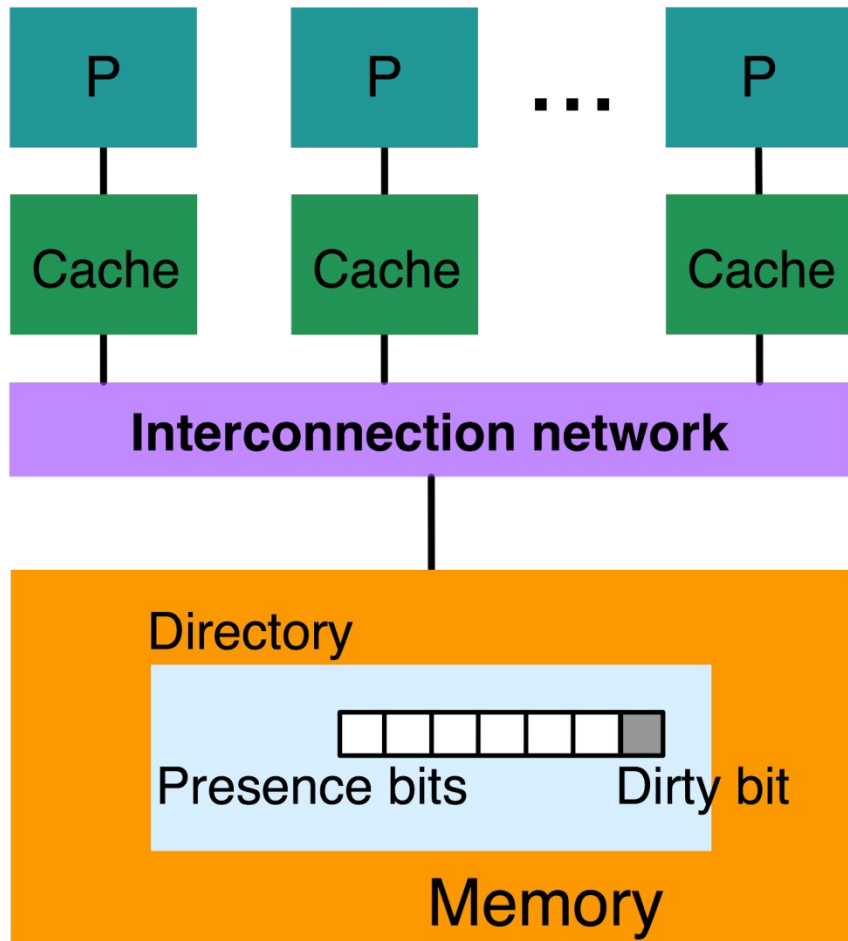 P P ... P
Cache Cache Cache
Interconnection network
Directory
Presence bits Dirty bit
Memory